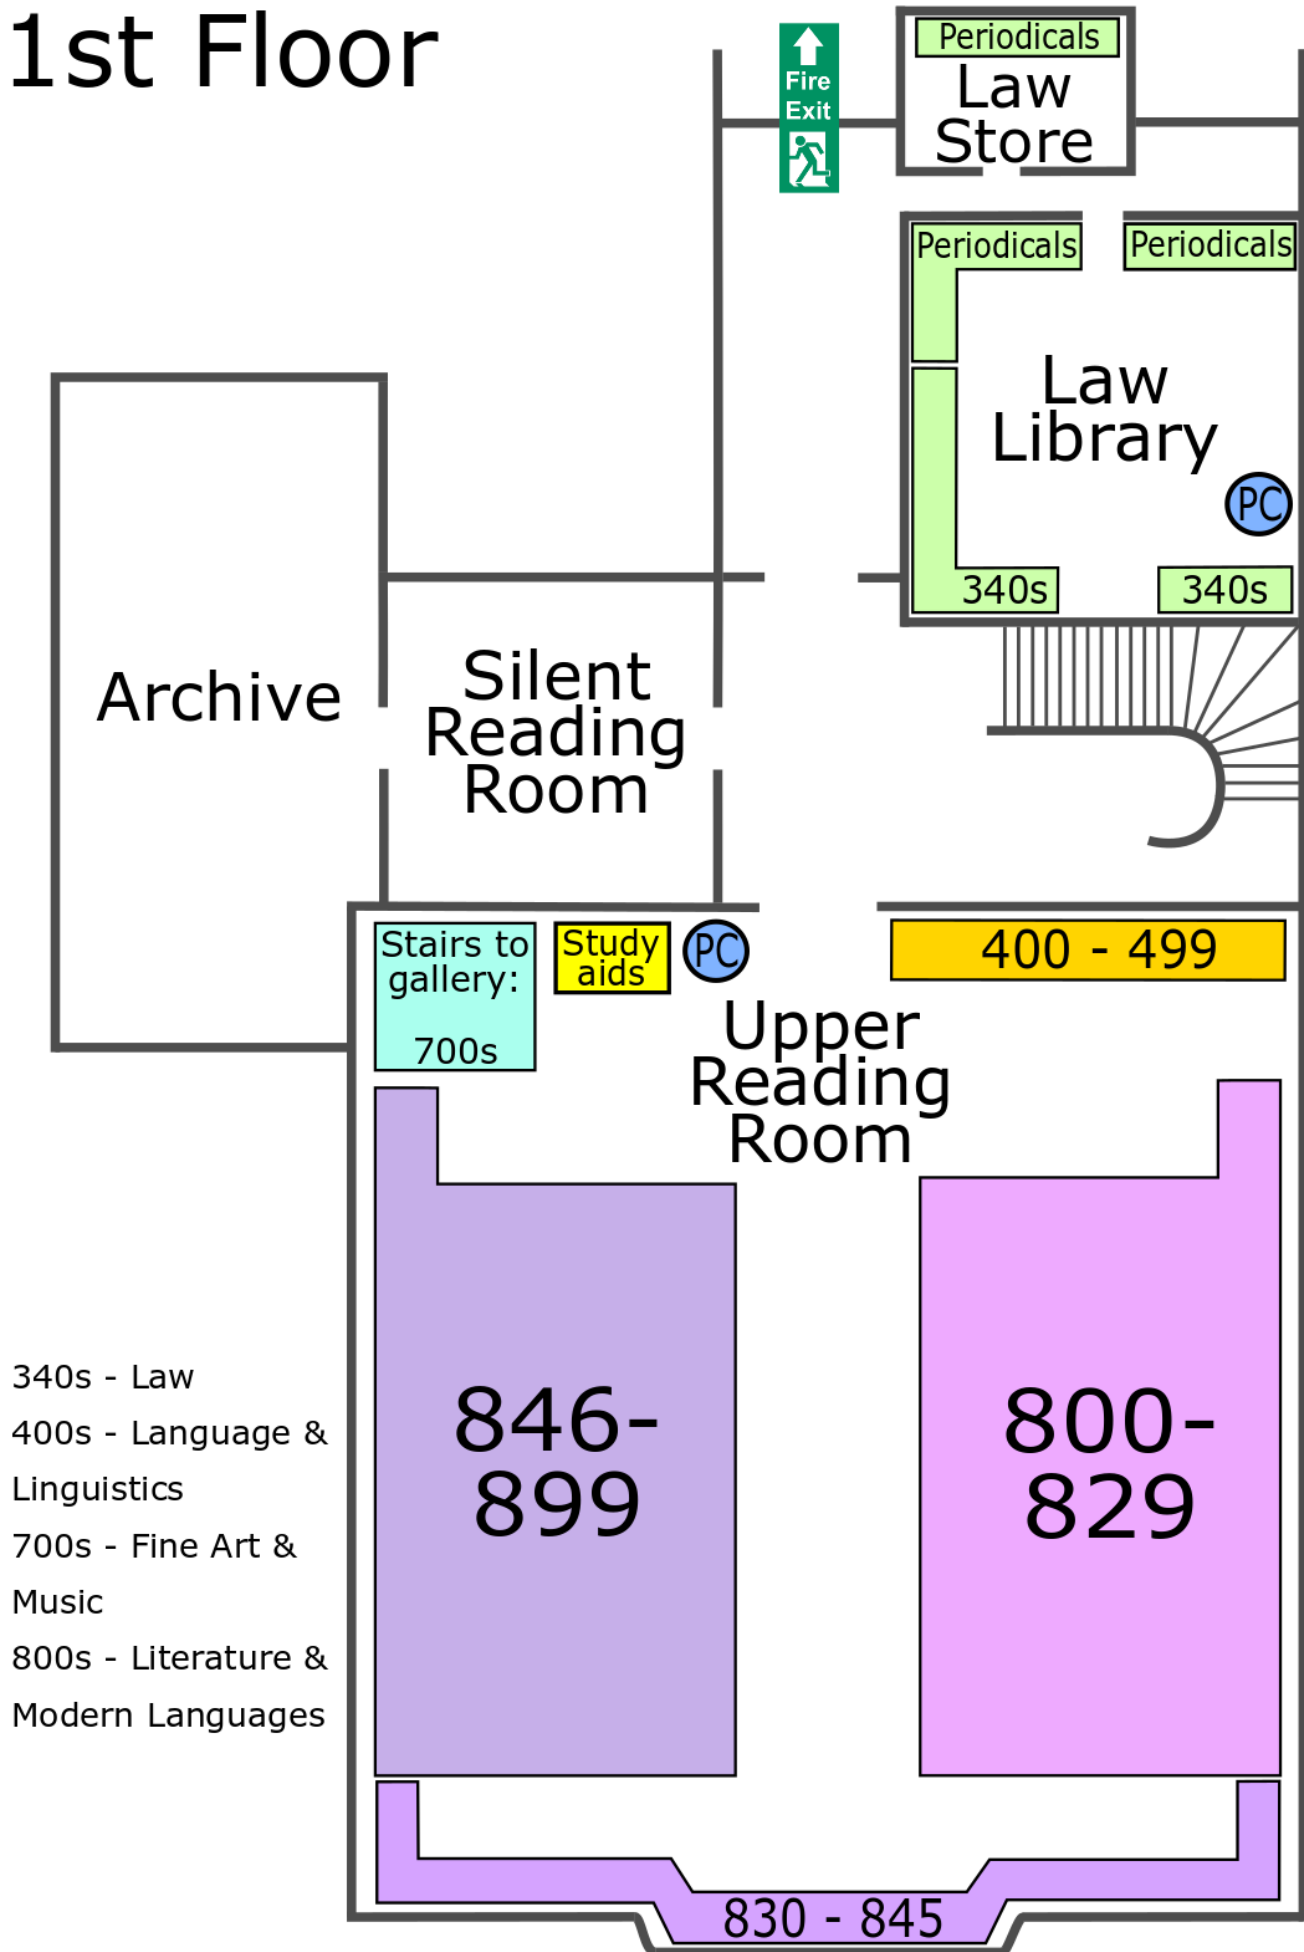 1st Floor
Fire
Exit
Periodicals
Law
Store
Periodicals
Periodicals
Law
Library
PC
340s
340s
Archive
Silent
Reading
Room
Stairs to
gallery:
700s
Study
aids
PC
400 - 499
Upper
Reading
Room
846-
899
800-
829
340s - Law
400s - Language &
Linguistics
700s - Fine Art &
Music
800s - Literature &
Modern Languages
830 - 845